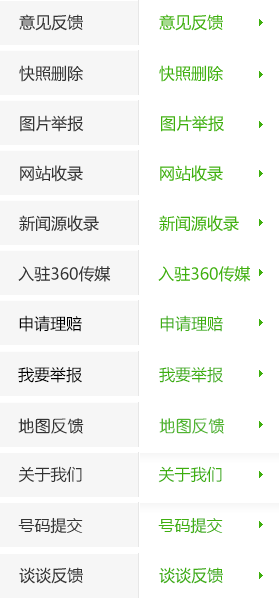 意见反馈 意见反馈
快照删除 快照删除
图片举报 图片举报
网站收录 网站收录
新闻源收录 新闻源收录
入驻360传媒 入驻360传媒
申请理赔 申请理赔
我要举报 我要举报
地图反馈 地图反馈
关于我们 关于我们
号码提交 号码提交
谈谈反馈 谈谈反馈